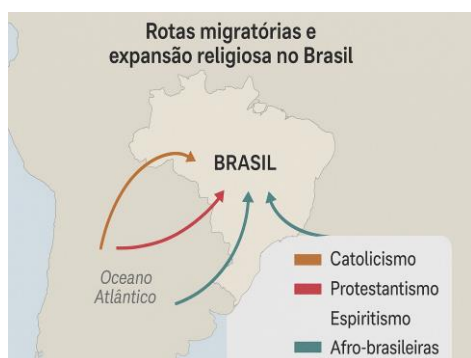 Rotas migratórias e
expansão religiosa no Brasil
BRASIL
Oceano
Atlântico
Catolicismo
Protestantismo
Espiritismo
Afro-brasileiras